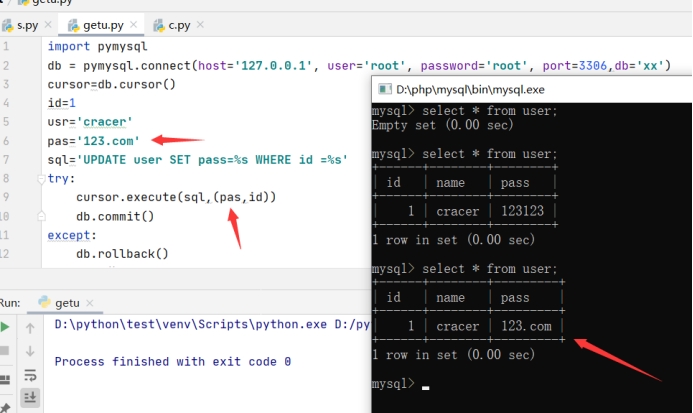 getu.py
s.py
getu.py
c.py
1 import pymysql
2 db = pymysql.connect(host='127.0.0.1', user='root', password='root', port=3306,db='xx')
3 cursor=db.cursor()
4 id=1
5 usr='cracer'
6 pas='123.com'
7 sql='UPDATE user SET pass=%s WHERE id =%s'
8 try:
9 cursor.execute(sql,(pas,id))
10 db.commit()
11 except:
12 db.rollback()
D:\php\mysql\bin\mysql.exe
mysql> select * from user;
Empty set (0.00 sec)
mysql> select * from user;
+------+--------+--------+
| id | name | pass |
+------+--------+--------+
| 1 | cracer | 123123 |
+------+--------+--------+
1 row in set (0.00 sec)
mysql> select * from user;
+------+--------+---------+
| id | name | pass |
+------+--------+---------+
| 1 | cracer | 123.com |
+------+--------+---------+
1 row in set (0.00 sec)
mysql>
Run: getu
D:\python\test\venv\Scripts\python.exe D:/py
Process finished with exit code 0